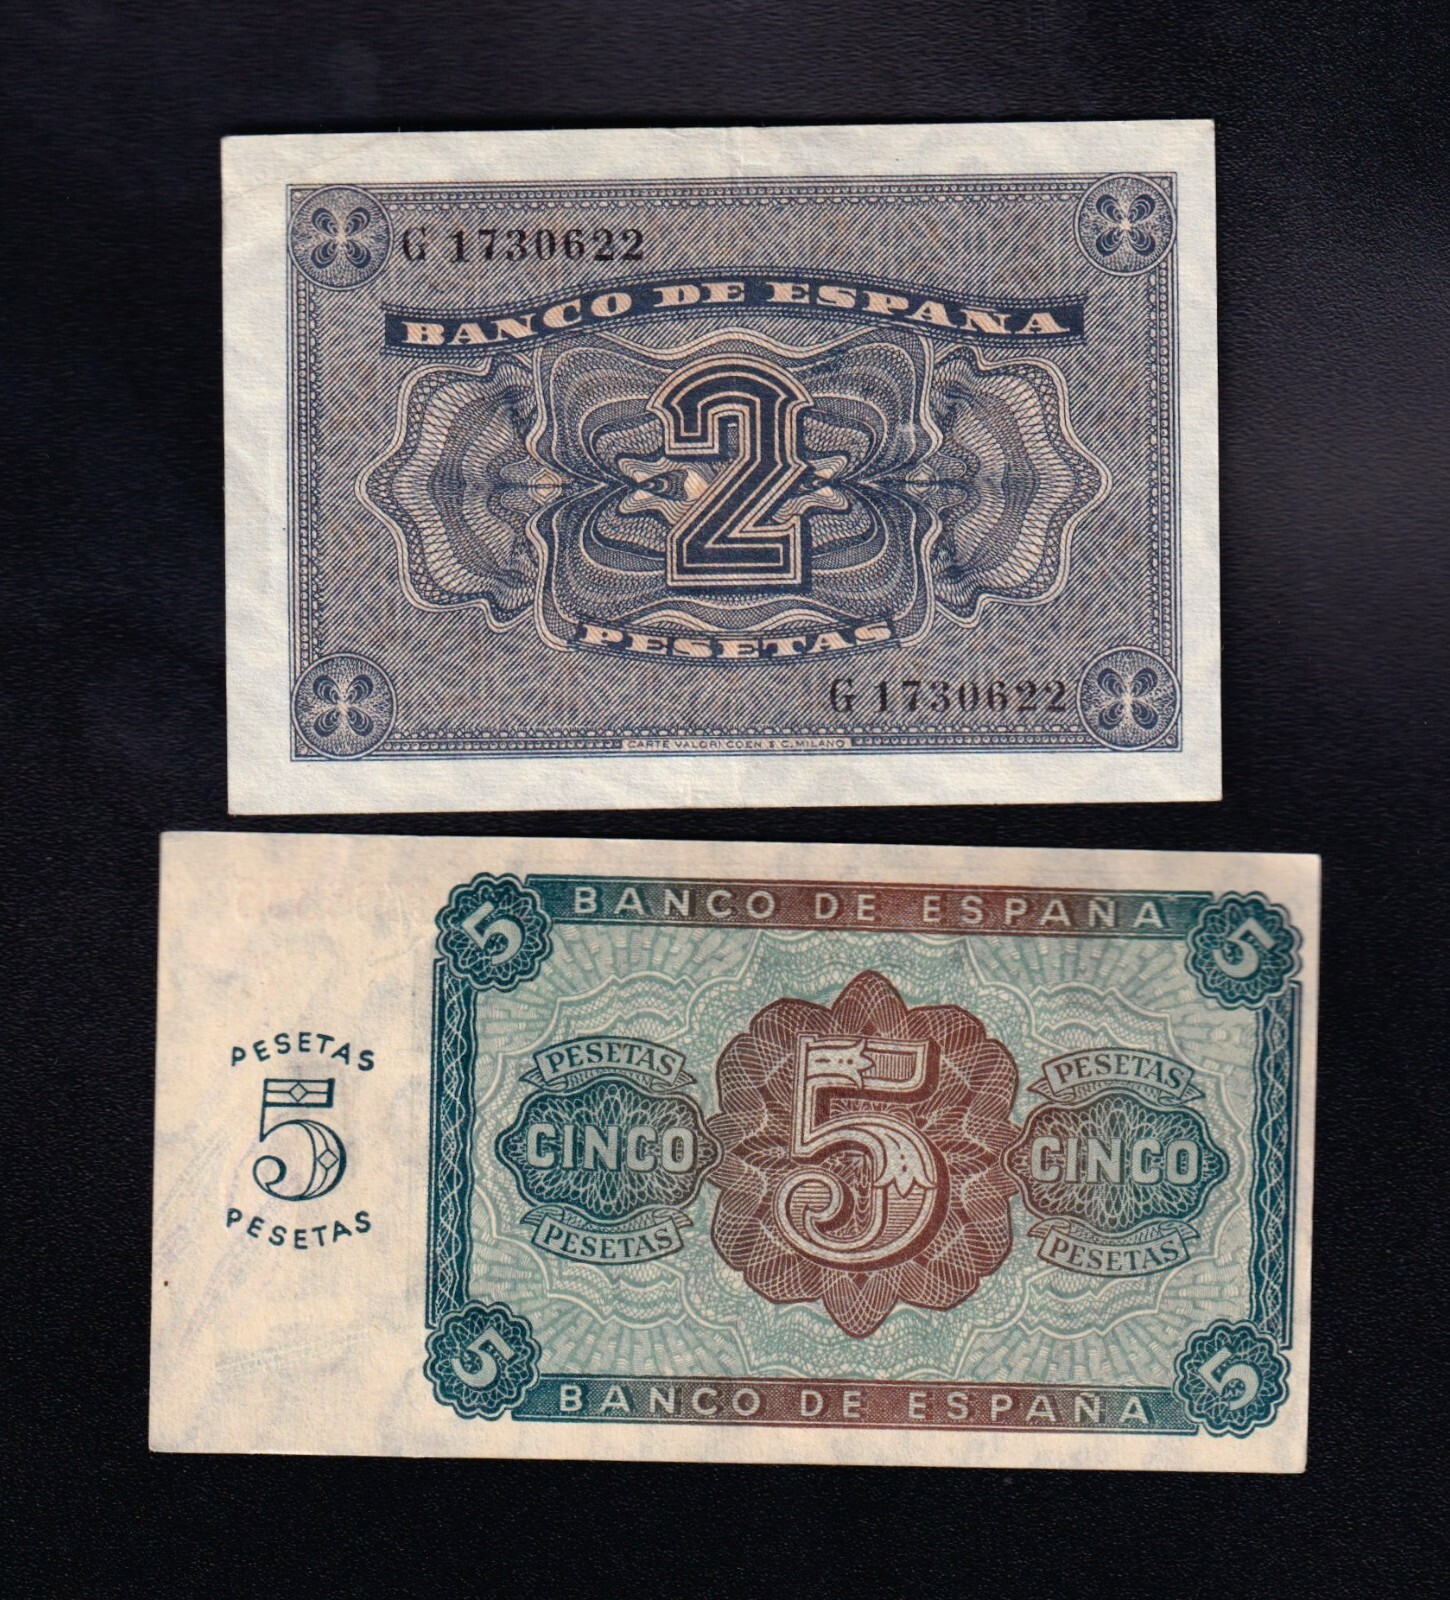 G 1730622
BANCO DE ESPAÑA
2
PESETAS
G 1730622
CARTE VALORI COEN & C. MILANO
5 BANCO DE ESPAÑA 5
PESETAS
5
PESETAS
PESETAS
CINCO
PESETAS
5
PESETAS
CINCO
PESETAS
5 BANCO DE ESPAÑA 5